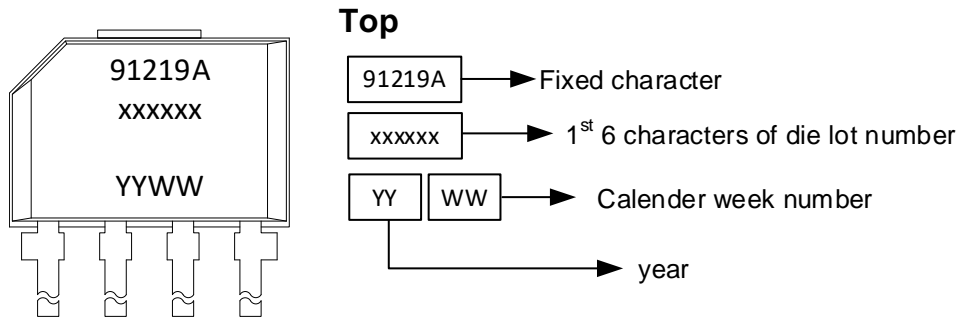 91219A
xxxxxx
YYWW
Top
91219A Fixed character
xxxxxx 1st 6 characters of die lot number
YY WW Calender week number
year